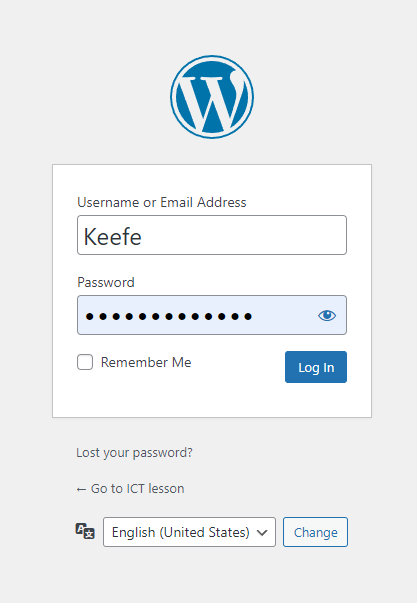 Username or Email Address
Keefe
Password
•••••••••••••
Remember Me
Log In
Lost your password?
← Go to ICT lesson
English (United States)
Change